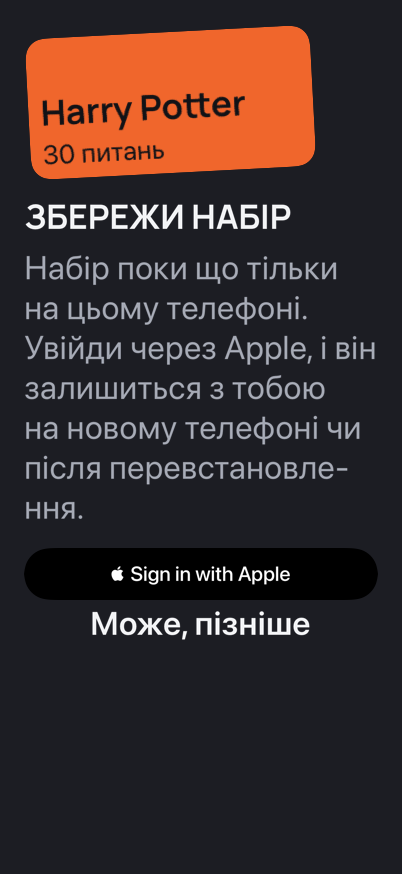 Harry Potter
30 питань
ЗБЕРЕЖИ НАБІР
Набір поки що тільки
на цьому телефоні.
Увійди через Apple, і він
залишиться з тобою
на новому телефоні чи
після перевстановле-
ння.
Sign in with Apple
Може, пізніше